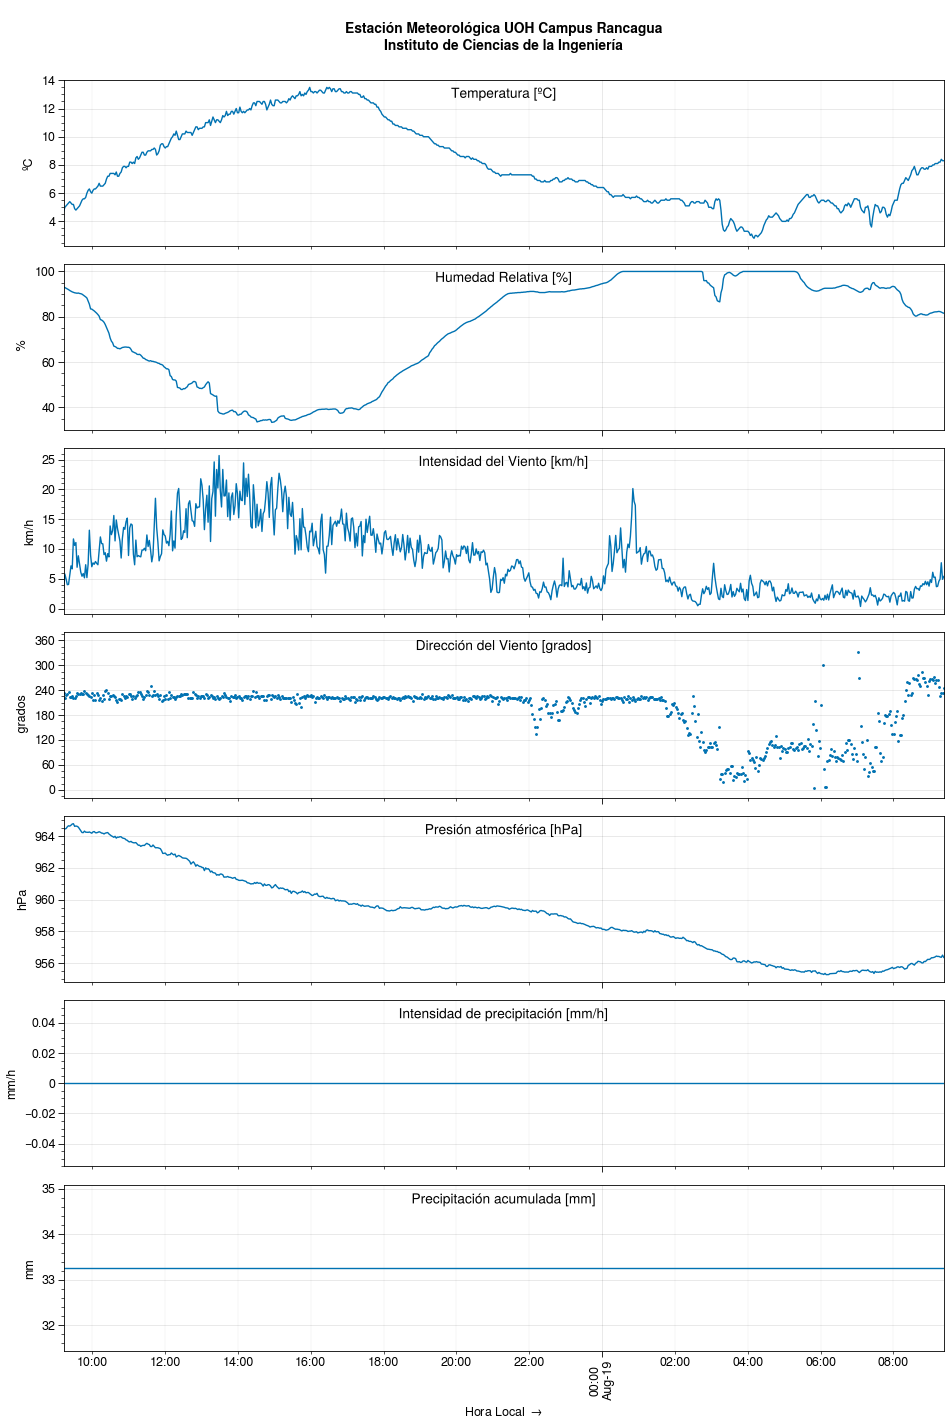 Estación Meteorológica UOH Campus Rancagua
Instituto de Ciencias de la Ingeniería
Temperatura [ºC]
ºC
14
12
10
8
6
4
Humedad Relativa [%]
%
100
80
60
40
Intensidad del Viento [km/h]
km/h
25
20
15
10
5
0
Dirección del Viento [grados]
grados
360
300
240
180
120
60
0
Presión atmosférica [hPa]
hPa
964
962
960
958
956
Intensidad de precipitación [mm/h]
mm/h
0.04
0.02
0
−0.02
−0.04
Precipitación acumulada [mm]
mm
35
34
33
32
10:00 12:00 14:00 16:00 18:00 20:00 22:00 00:00 02:00 04:00 06:00 08:00
Aug-19
Hora Local →